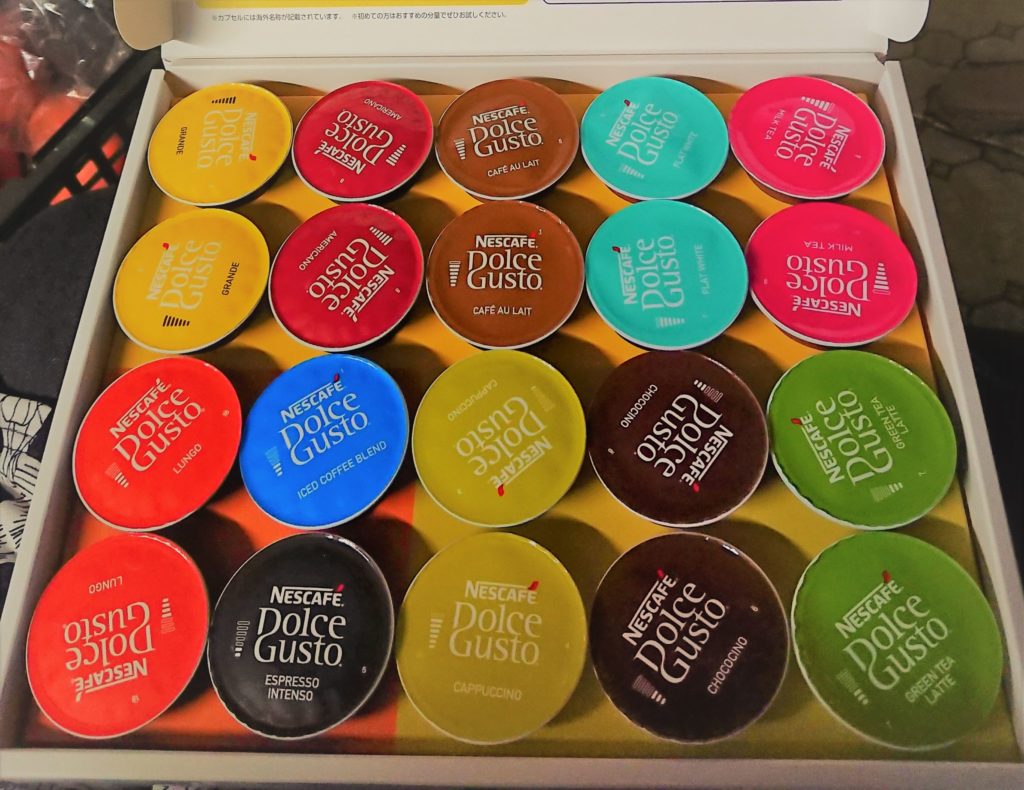 ※カプセルには海外名称が記載されています。 ※初めての方はおすすめの分量でぜひお試しください。
NESCAFÉ
DOLCE
GUSTO
GRANDE
NESCAFÉ
DOLCE
GUSTO
AMERICANO
NESCAFÉ
DOLCE
GUSTO
CAFÉ AU LAIT
NESCAFÉ
DOLCE
GUSTO
FLAT WHITE
NESCAFÉ
DOLCE
GUSTO
MILK TEA
NESCAFÉ
DOLCE
GUSTO
GRANDE
NESCAFÉ
DOLCE
GUSTO
AMERICANO
NESCAFÉ
DOLCE
GUSTO
CAFÉ AU LAIT
NESCAFÉ
DOLCE
GUSTO
FLAT WHITE
NESCAFÉ
DOLCE
GUSTO
MILK TEA
NESCAFÉ
DOLCE
GUSTO
LUNGO
NESCAFÉ
DOLCE
GUSTO
ICED COFFEE BLEND
NESCAFÉ
DOLCE
GUSTO
CAPPUCCINO
NESCAFÉ
DOLCE
GUSTO
CHOCOCINO
NESCAFÉ
DOLCE
GUSTO
GREEN TEA
LATTE
NESCAFÉ
DOLCE
GUSTO
LUNGO
NESCAFÉ
DOLCE
GUSTO
ESPRESSO
INTENSO
NESCAFÉ
DOLCE
GUSTO
CAPPUCCINO
NESCAFÉ
DOLCE
GUSTO
CHOCOCINO
NESCAFÉ
DOLCE
GUSTO
GREEN TEA
LATTE